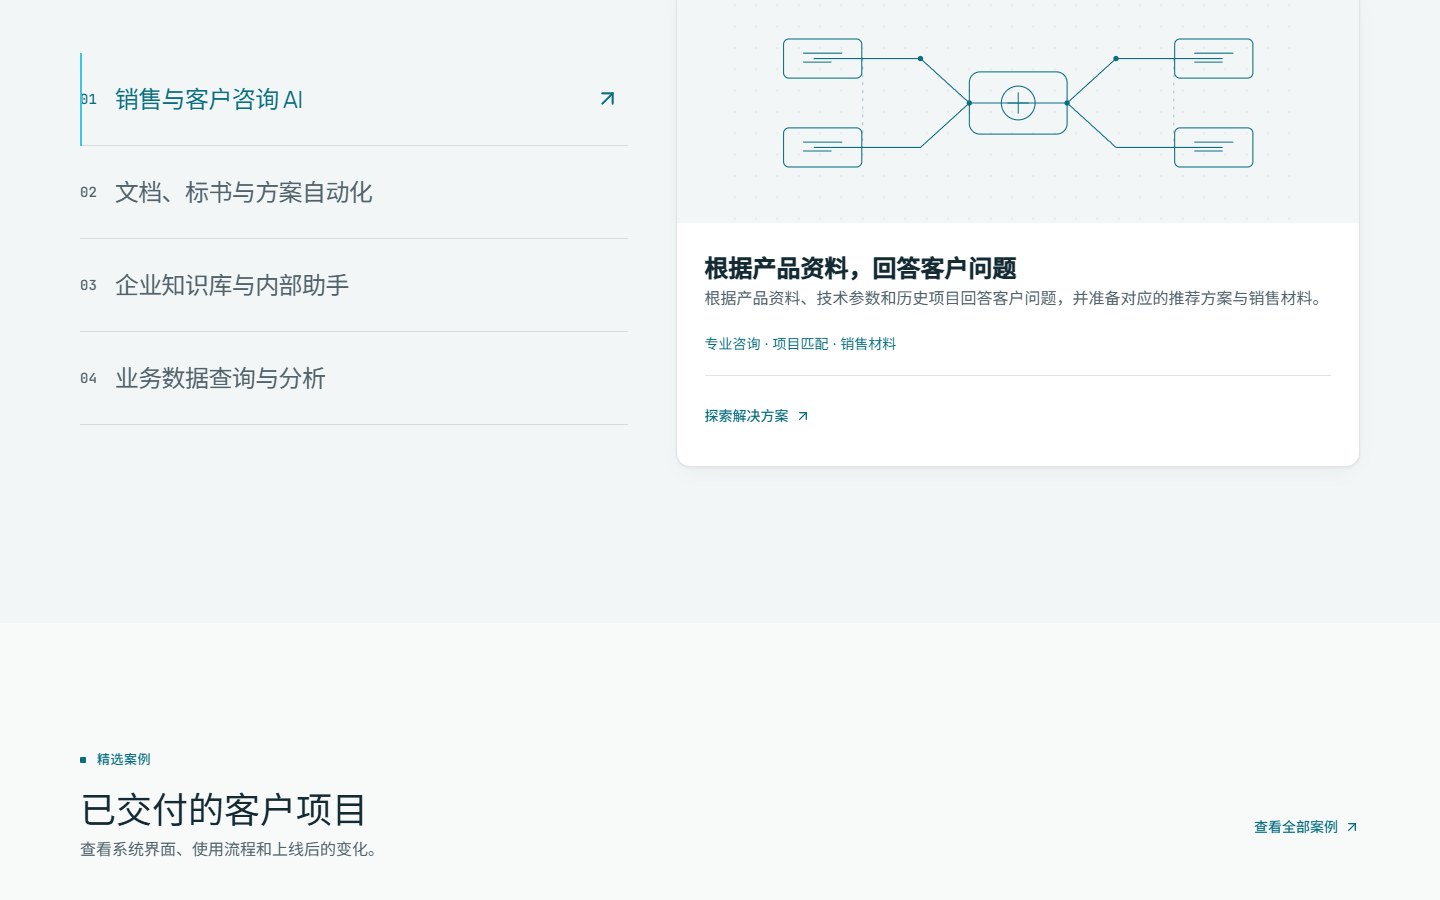 01 销售与客户咨询 AI
02 文档、标书与方案自动化
03 企业知识库与内部助手
04 业务数据查询与分析
根据产品资料，回答客户问题
根据产品资料、技术参数和历史项目回答客户问题，并准备对应的推荐方案与销售材料。
专业咨询 · 项目匹配 · 销售材料
探索解决方案
精选案例
已交付的客户项目
查看系统界面、使用流程和上线后的变化。
查看全部案例